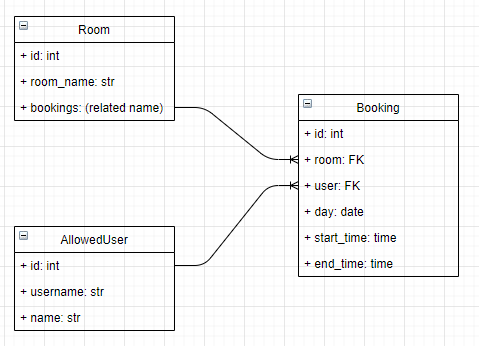 Room
+ id: int
+ room_name: str
+ bookings: (related name)
Booking
+ id: int
+ room: FK
+ user: FK
+ day: date
+ start_time: time
+ end_time: time
AllowedUser
+ id: int
+ username: str
+ name: str